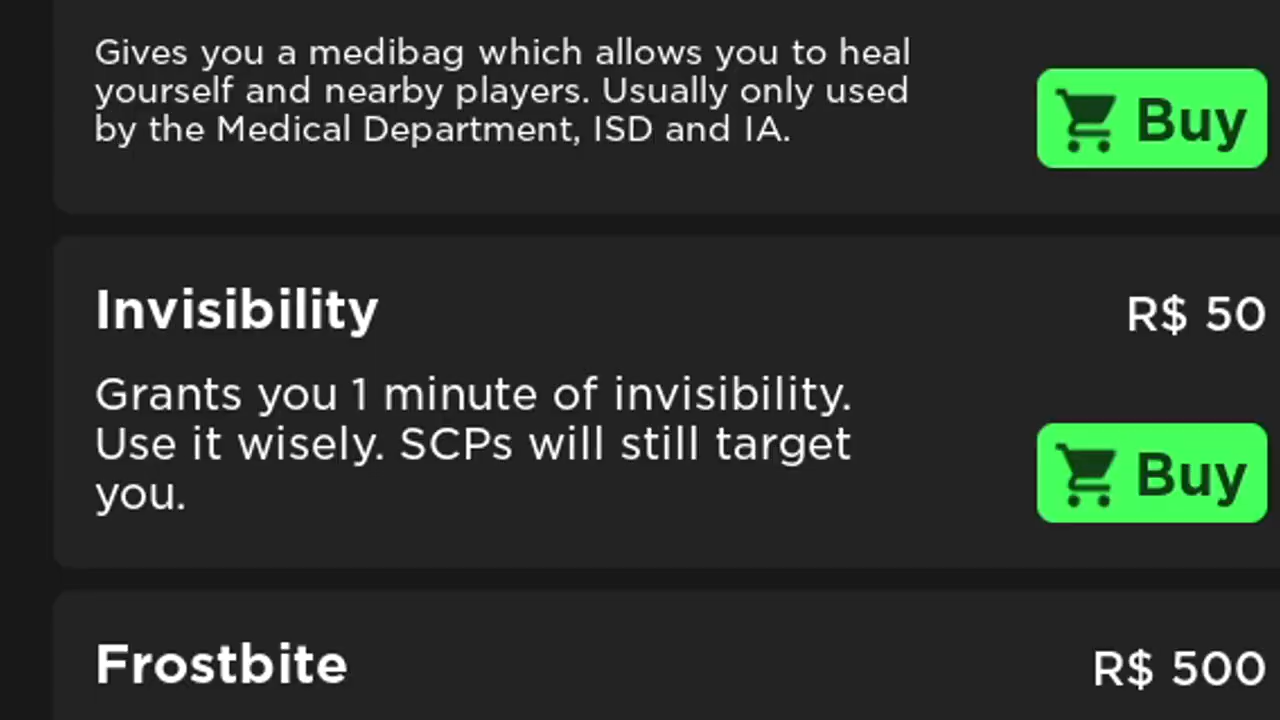 Gives you a medibag which allows you to heal
yourself and nearby players. Usually only used
by the Medical Department, ISD and IA.
Buy
Invisibility
R$ 50
Grants you 1 minute of invisibility.
Use it wisely. SCPs will still target
you.
Buy
Frostbite
R$ 500